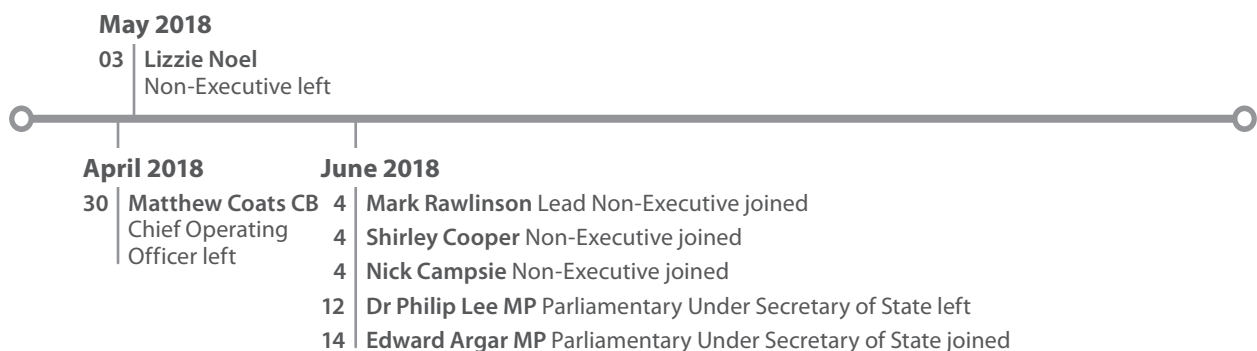 May 2018
03 Lizzie Noel
Non-Executive left
April 2018
30 Matthew Coats CB
Chief Operating
Officer left
June 2018
4 Mark Rawlinson Lead Non-Executive joined
4 Shirley Cooper Non-Executive joined
4 Nick Campsie Non-Executive joined
12 Dr Philip Lee MP Parliamentary Under Secretary of State left
14 Edward Argar MP Parliamentary Under Secretary of State joined